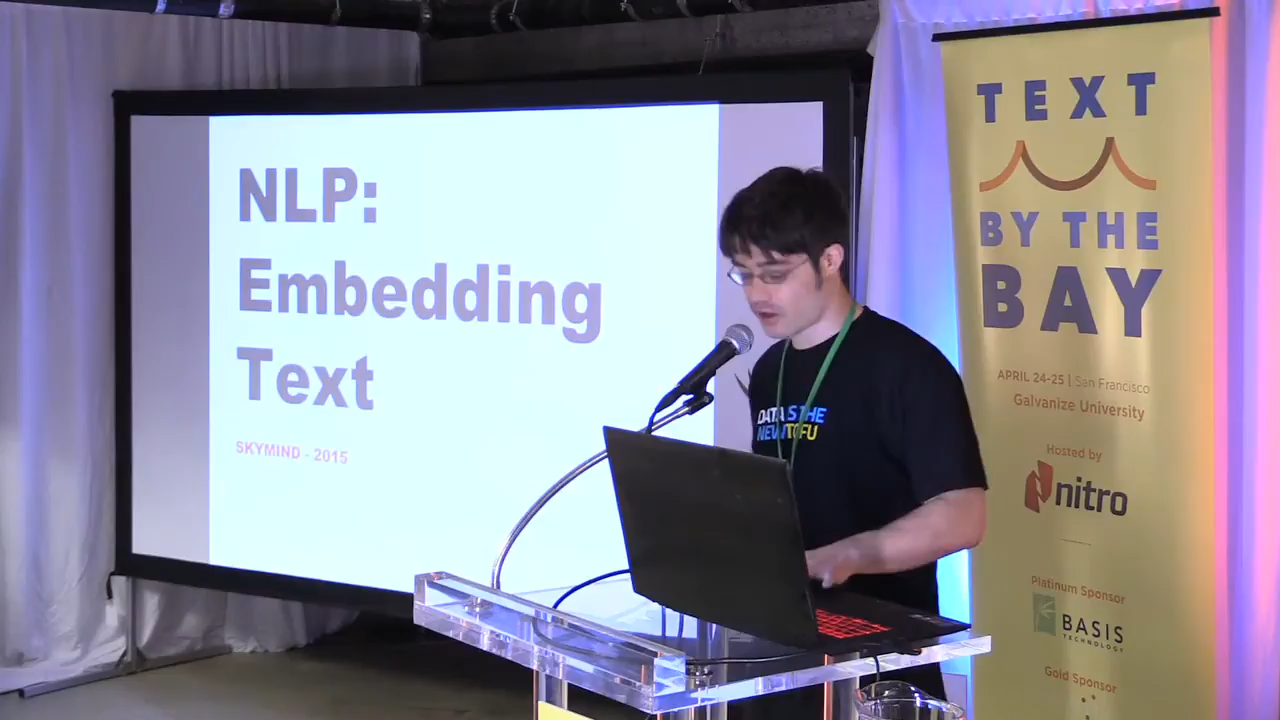 NLP:
Embedding
Text
SKYMIND - 2015
DATA IS THE
NEW TOFU
TEXT
BY THE
BAY
APRIL 24-25 | San Francisco
Galvanize University
Hosted by
nitro
Platinum Sponsor
BASIS
TECHNOLOGY
Gold Sponsor